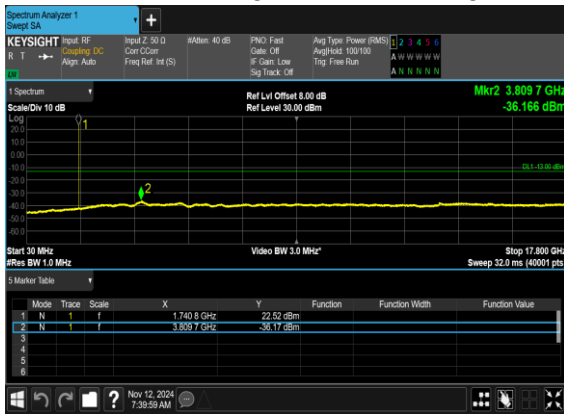 Spectrum Analyzer 1
Swept SA
+
KEYSIGHT Input: RF Input Z: 50 Ω #Atten: 40 dB PNO: Fast Avg Type: Power (RMS) 1 2 3 4 5 6
R T Coupling: DC Corr CCorr Gate: Off Avg|Hold: 100/100 A W W W W W
Align: Auto Freq Ref: Int (S) IF Gain: Low Trig: Free Run
LXI Sig Track: Off A N N N N N
1 Spectrum Ref Lvl Offset 8.00 dB Mkr2 3.809 7 GHz
Scale/Div 10 dB Ref Level 30.00 dBm -36.166 dBm
Log
1
20.0
10.0
0.00
-10.0 DL1 -13.00 dBm
-20.0
2
-30.0
-40.0
-50.0
-60.0
Start 30 MHz Video BW 3.0 MHz* Stop 17.800 GHz
#Res BW 1.0 MHz Sweep 32.0 ms (40001 pts)
5 Marker Table
Mode Trace Scale X Y Function Function Width Function Value
1 N 1 f 1.740 8 GHz 22.52 dBm
2 N 1 f 3.809 7 GHz -36.17 dBm
3
4
5
6
? Nov 12, 2024
7:39:59 AM